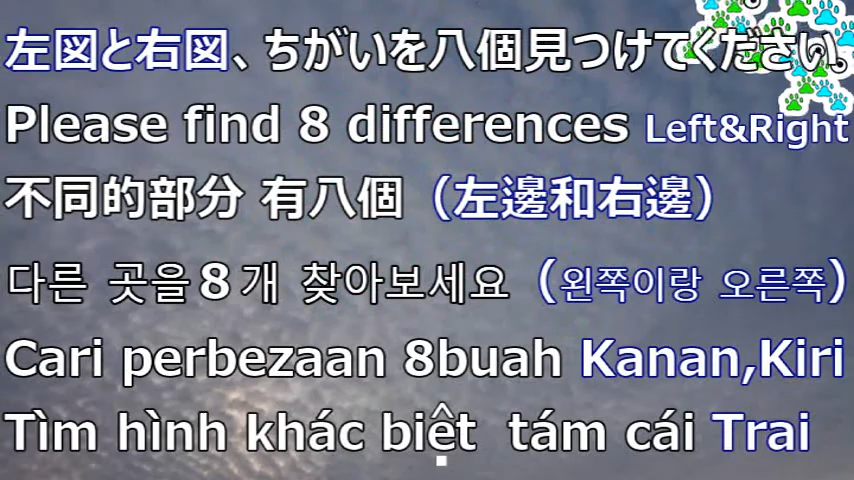 左図と右図、ちがいを八個見つけてください.
Please find 8 differences Left&Right
不同的部分 有八個（左邊和右邊）
다른 곳을 8개 찾아보세요（왼쪽이랑 오른쪽）
Cari perbezaan 8buah Kanan,Kiri
Tìm hình khác biệt tám cái Trai